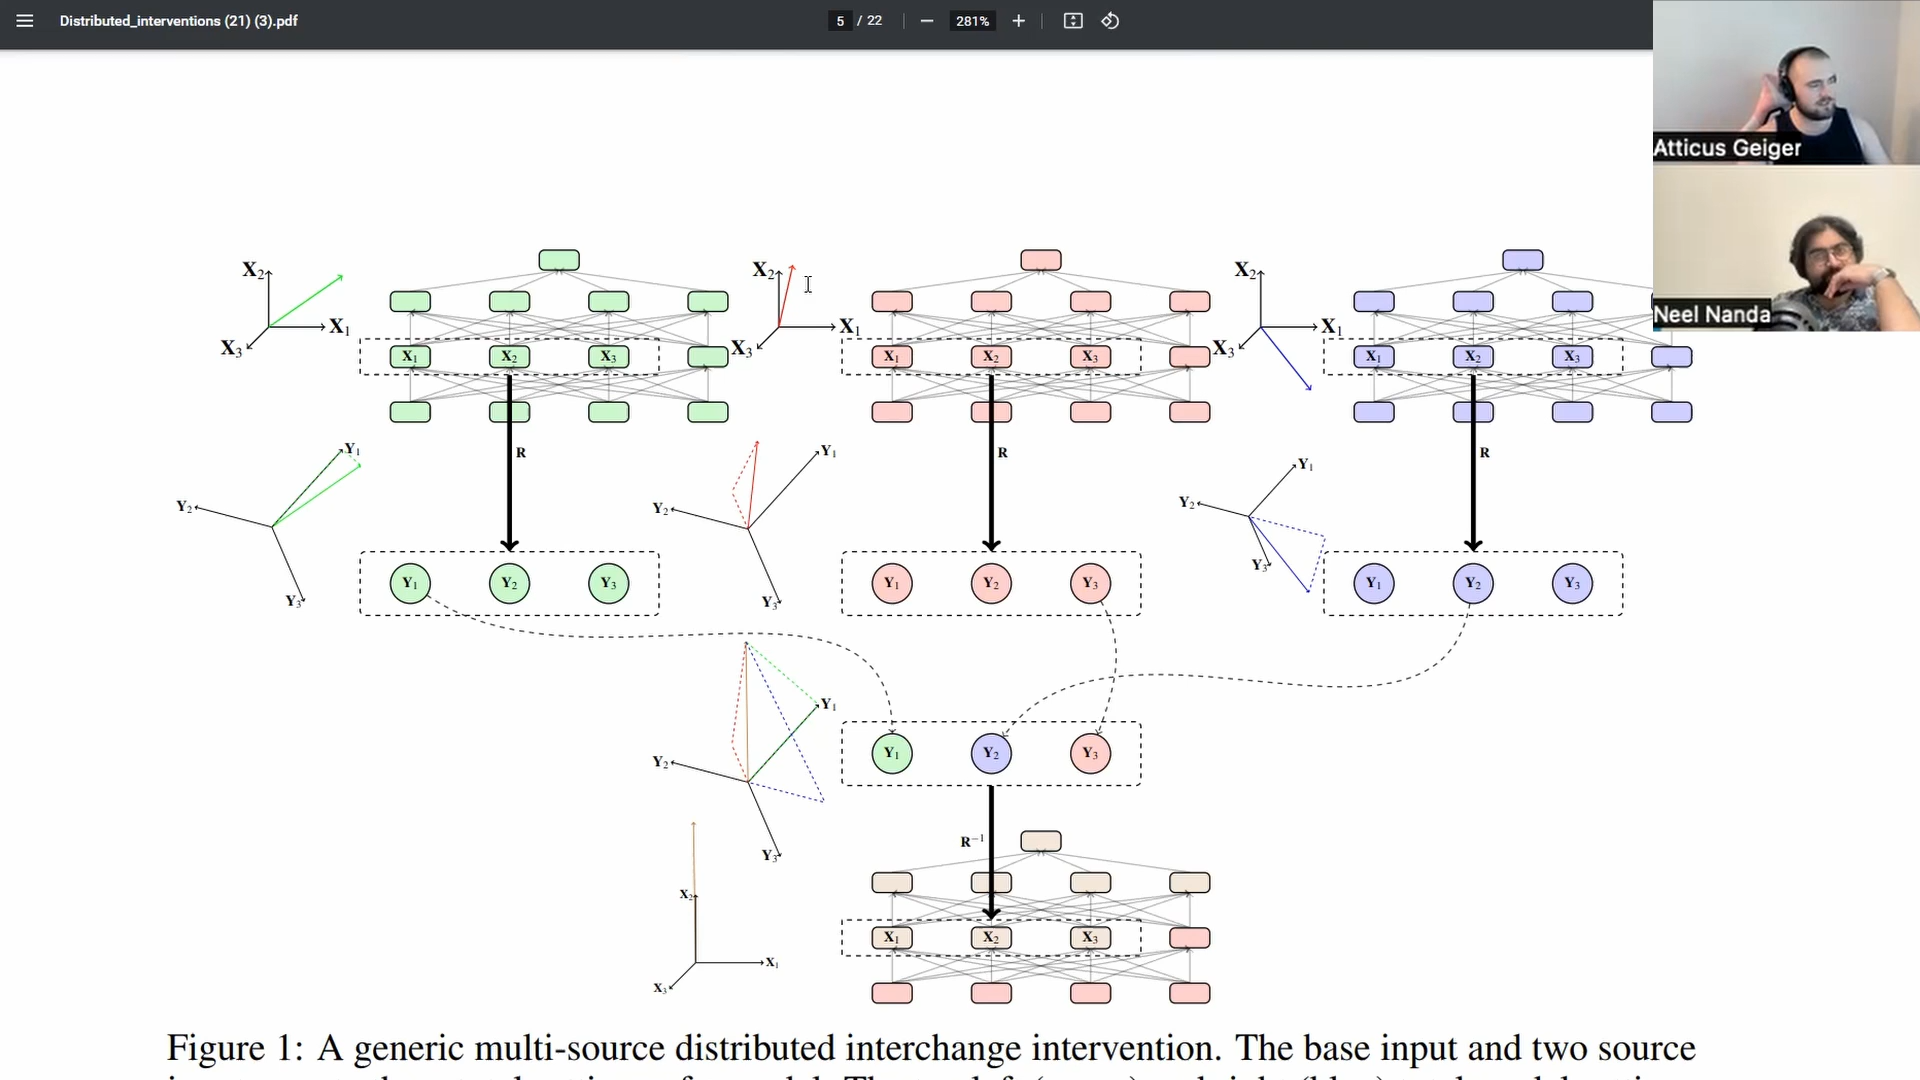 Distributed_interventions (21) (3).pdf
5 / 22
281%
Atticus Geiger
Neel Nanda
X2 X2 X2
X1 X1 X1
X3 X3 X3
X1 X2 X3
X1 X2 X3
X1 X2 X3
R R R
Y1 Y2 Y3
Y1 Y2 Y3
Y1 Y2 Y3
Y1 Y2 Y3
Y1 Y2 Y3
Y1 Y2 Y3
Y1 Y2 Y3
Y1 Y2 Y3
R−1
X2
X1
X3
X1 X2 X3
Figure 1: A generic multi-source distributed interchange intervention. The base input and two source